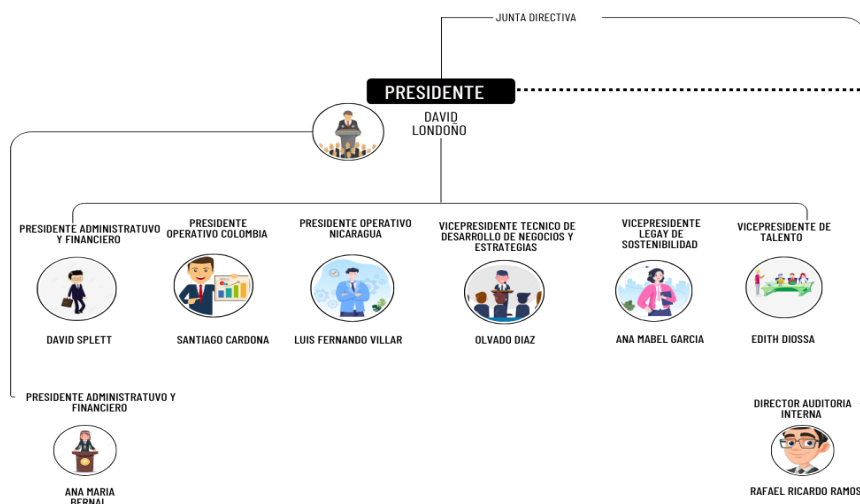 JUNTA DIRECTIVA
PRESIDENTE
DAVID
LONDOÑO
PRESIDENTE ADMINISTRATUVO
Y FINANCIERO
PRESIDENTE
OPERATIVO COLOMBIA
PRESIDENTE OPERATIVO
NICARAGUA
VICEPRESIDENTE TECNICO DE
DESARROLLO DE NEGOCIOS Y
ESTRATEGIAS
VICEPRESIDENTE
LEGAY DE
SOSTENIBILIDAD
VICEPRESIDENTE DE
TALENTO
DAVID SPLETT
SANTIAGO CARDONA
LUIS FERNANDO VILLAR
OLVADO DIAZ
ANA MABEL GARCIA
EDITH DIOSSA
PRESIDENTE ADMINISTRATUVO Y
FINANCIERO
DIRECTOR AUDITORIA
INTERNA
ANA MARIA
BERNAL
RAFAEL RICARDO RAMOS